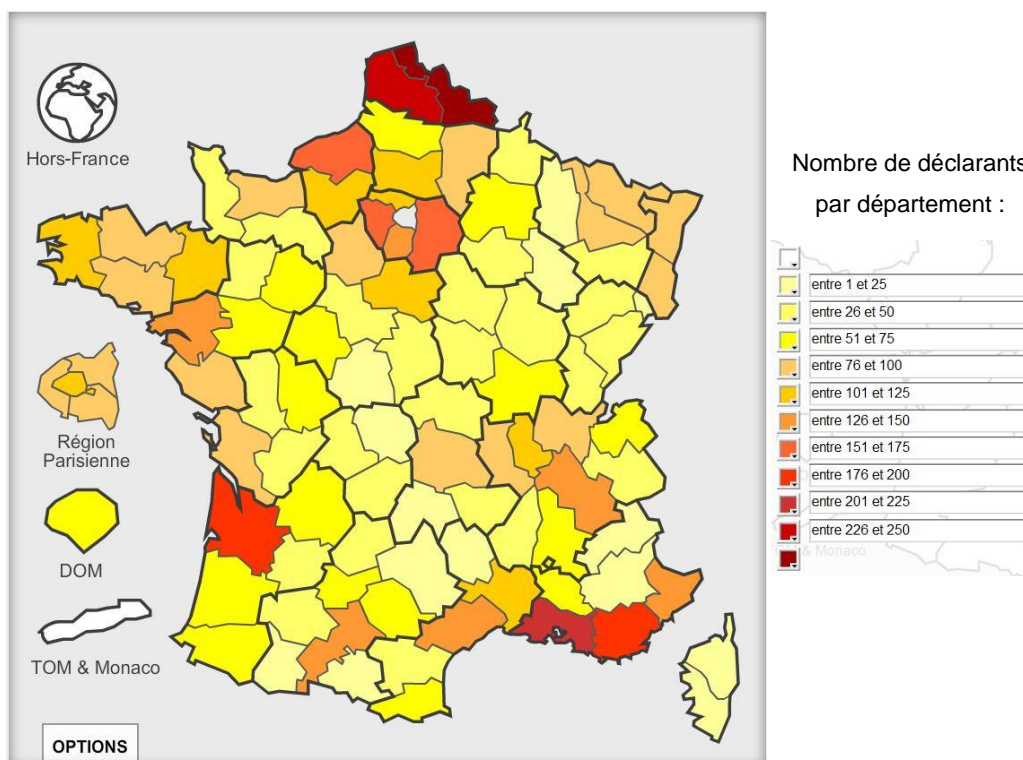 Hors-France
Région
Parisienne
DOM
TOM & Monaco
OPTIONS
Nombre de déclarants
par département :
entre 1 et 25
entre 26 et 50
entre 51 et 75
entre 76 et 100
entre 101 et 125
entre 126 et 150
entre 151 et 175
entre 176 et 200
entre 201 et 225
entre 226 et 250
& Monaco